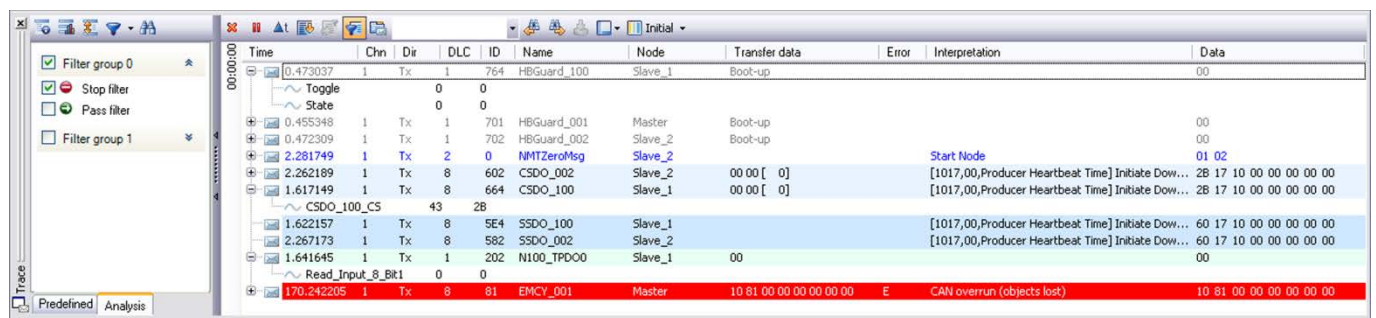 Initial
Filter group 0
Stop filter
Pass filter
Filter group 1
00:00:00
Time Chn Dir DLC ID Name Node Transfer data Error Interpretation Data
0.473037 1 Tx 1 764 HBGuard_100 Slave_1 Boot-up 00
Toggle 0 0
State 0 0
0.455348 1 Tx 1 701 HBGuard_001 Master Boot-up 00
0.472309 1 Tx 1 702 HBGuard_002 Slave_2 Boot-up 00
2.281749 1 Tx 2 0 NMTZeroMsg Slave_2 Start Node 01 02
2.262189 1 Tx 8 602 CSDO_002 Slave_2 00 00 [ 0] [1017,00,Producer Heartbeat Time] Initiate Dow... 2B 17 10 00 00 00 00 00
1.617149 1 Tx 8 664 CSDO_100 Slave_1 00 00 [ 0] [1017,00,Producer Heartbeat Time] Initiate Dow... 2B 17 10 00 00 00 00 00
CSDO_100_CS 43 2B
1.622157 1 Tx 8 5E4 SSDO_100 Slave_1 [1017,00,Producer Heartbeat Time] Initiate Dow... 60 17 10 00 00 00 00 00
2.267173 1 Tx 8 582 SSDO_002 Slave_2 [1017,00,Producer Heartbeat Time] Initiate Dow... 60 17 10 00 00 00 00 00
1.641645 1 Tx 1 202 N100_TPDO0 Slave_1 00 00
Read_Input_8_Bit1 0 0
170.242205 1 Tx 8 81 EMCY_001 Master 10 81 00 00 00 00 00 00 E CAN overrun (objects lost) 10 81 00 00 00 00 00 00
Trace
Predefined Analysis